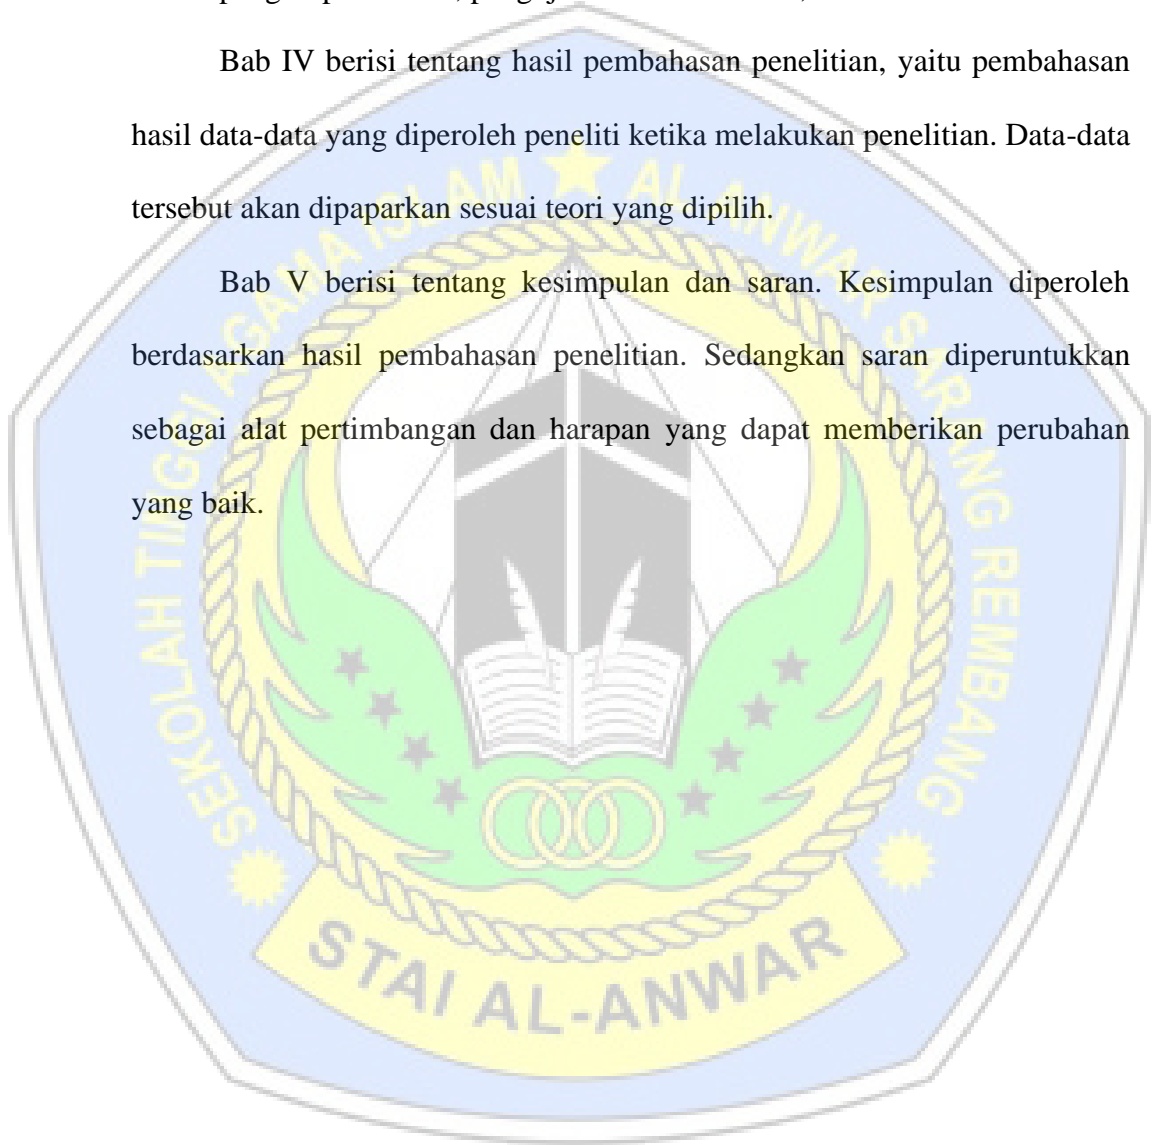 Bab IV berisi tentang hasil pembahasan penelitian, yaitu pembahasan
hasil data-data yang diperoleh peneliti ketika melakukan penelitian. Data-data
tersebut akan dipaparkan sesuai teori yang dipilih.
Bab V berisi tentang kesimpulan dan saran. Kesimpulan diperoleh
berdasarkan hasil pembahasan penelitian. Sedangkan saran diperuntukkan
sebagai alat pertimbangan dan harapan yang dapat memberikan perubahan
yang baik.
SEKOLAH TINGGI AGAMA ISLAM AL-ANWAR SARANG REMBANG
STAI AL-ANWAR